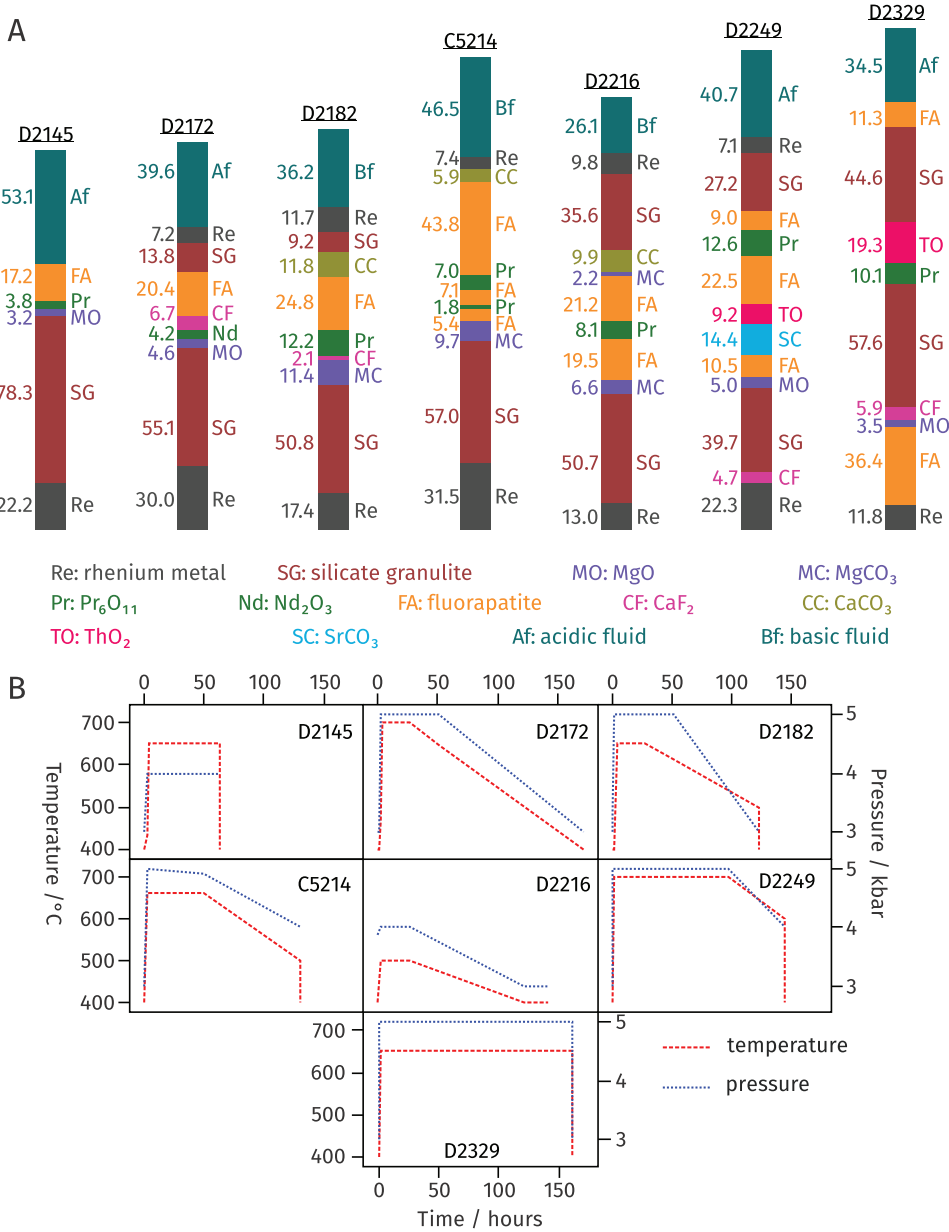 A
D2145
53.1 Af
17.2 FA
3.8 Pr
3.2 MO
78.3 SG
22.2 Re
D2172
39.6 Af
7.2 Re
13.8 SG
20.4 FA
6.7 CF
4.2 Nd
4.6 MO
55.1 SG
30.0 Re
D2182
36.2 Bf
11.7 Re
9.2 SG
11.8 CC
24.8 FA
12.2 Pr
2.1 CF
11.4 MC
50.8 SG
17.4 Re
C5214
46.5 Bf
7.4 Re
5.9 CC
43.8 FA
7.0 Pr
7.1 FA
1.8 Pr
5.4 FA
9.7 MC
57.0 SG
31.5 Re
D2216
26.1 Bf
9.8 Re
35.6 SG
9.9 CC
2.2 MC
21.2 FA
8.1 Pr
19.5 FA
6.6 MC
50.7 SG
13.0 Re
D2249
40.7 Af
7.1 Re
27.2 SG
9.0 FA
12.6 Pr
22.5 FA
9.2 TO
14.4 SC
10.5 FA
5.0 MO
39.7 SG
4.7 CF
22.3 Re
D2329
34.5 Af
11.3 FA
44.6 SG
19.3 TO
10.1 Pr
57.6 SG
5.9 CF
3.5 MO
36.4 FA
11.8 Re
Re: rhenium metal SG: silicate granulite MO: MgO MC: MgCO₃
Pr: Pr₆O₁₁ Nd: Nd₂O₃ FA: fluorapatite CF: CaF₂ CC: CaCO₃
TO: ThO₂ SC: SrCO₃ Af: acidic fluid Bf: basic fluid
B
0 50 100 150 0 50 100 150 0 50 100 150
700 600 500 400
D2145 D2172 D2182
5 4 3
Temperature /°C
Pressure / kbar
700 600 500 400
C5214 D2216 D2249
5 4 3
700 600 500 400
D2329
5 4 3
temperature
pressure
0 50 100 150
Time / hours